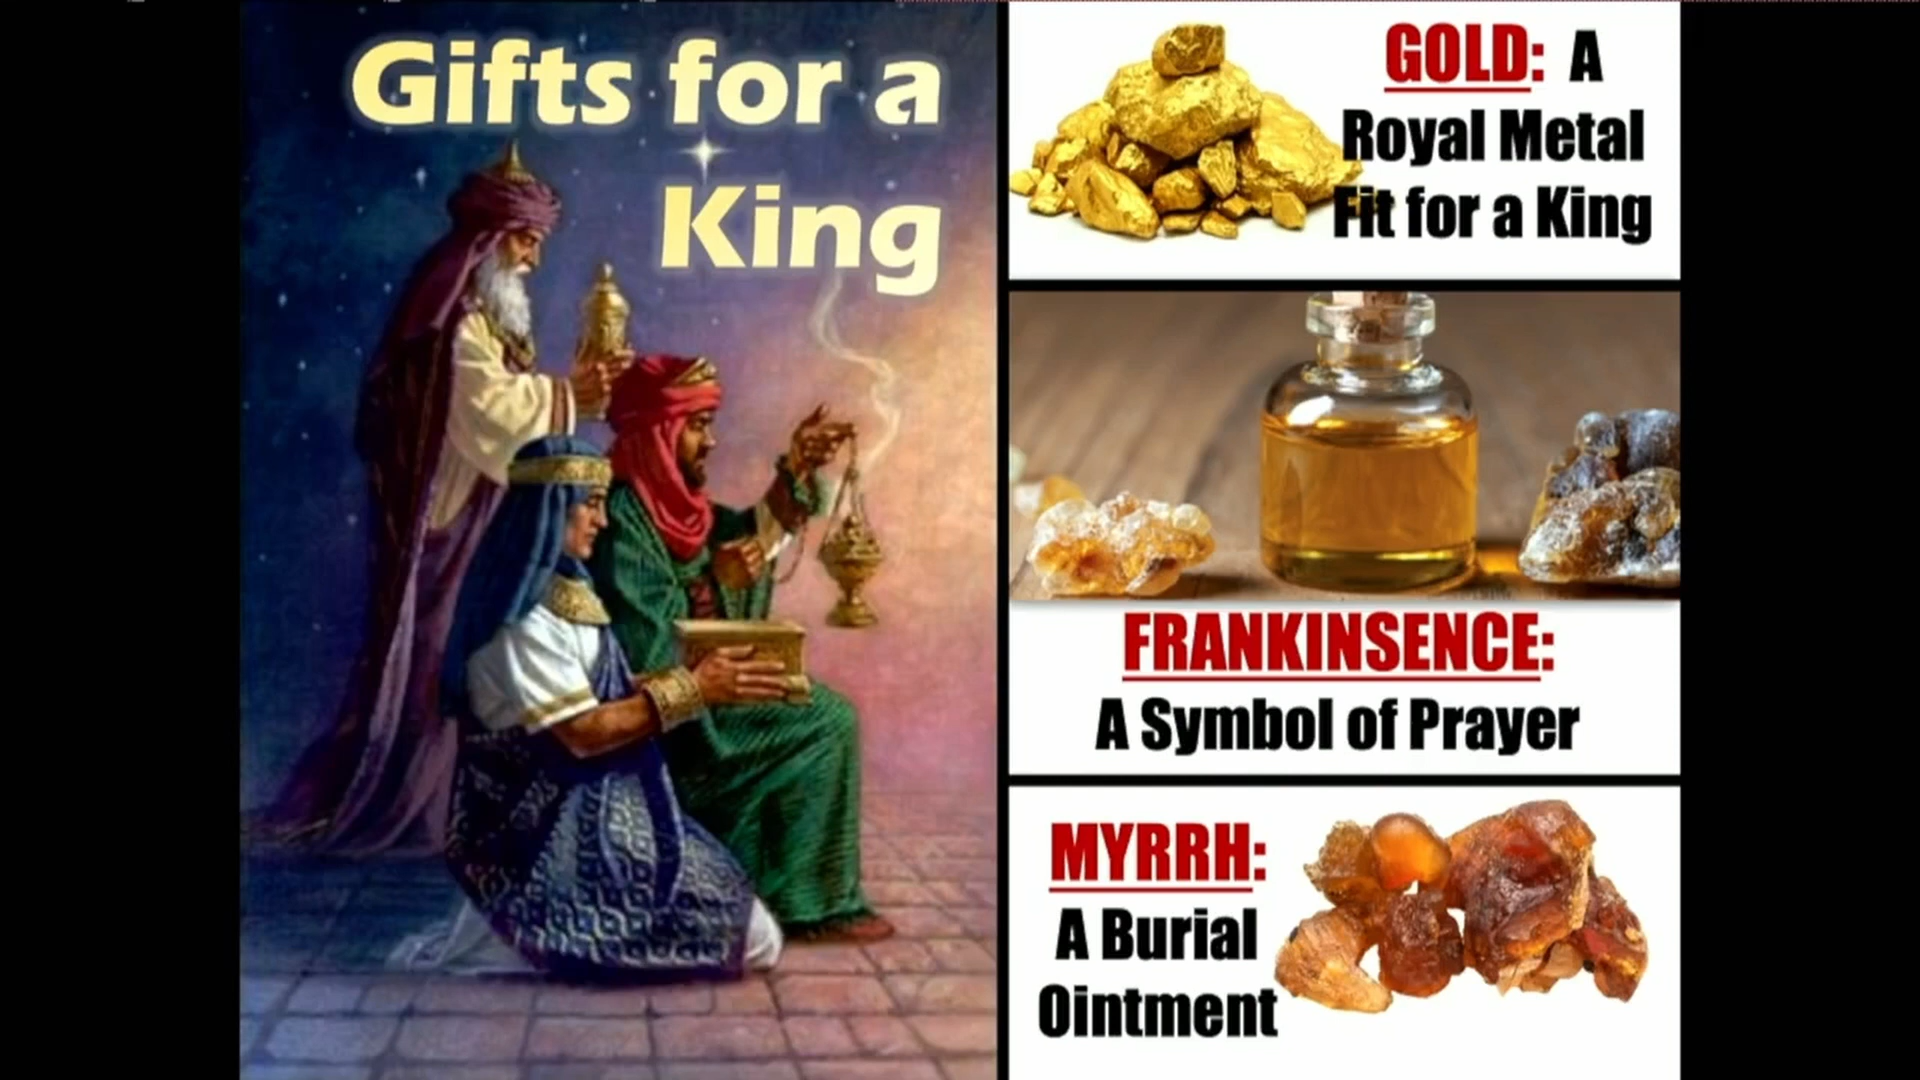 Gifts for a
King
GOLD: A
Royal Metal
Fit for a King
FRANKINSENCE:
A Symbol of Prayer
MYRRH:
A Burial
Ointment